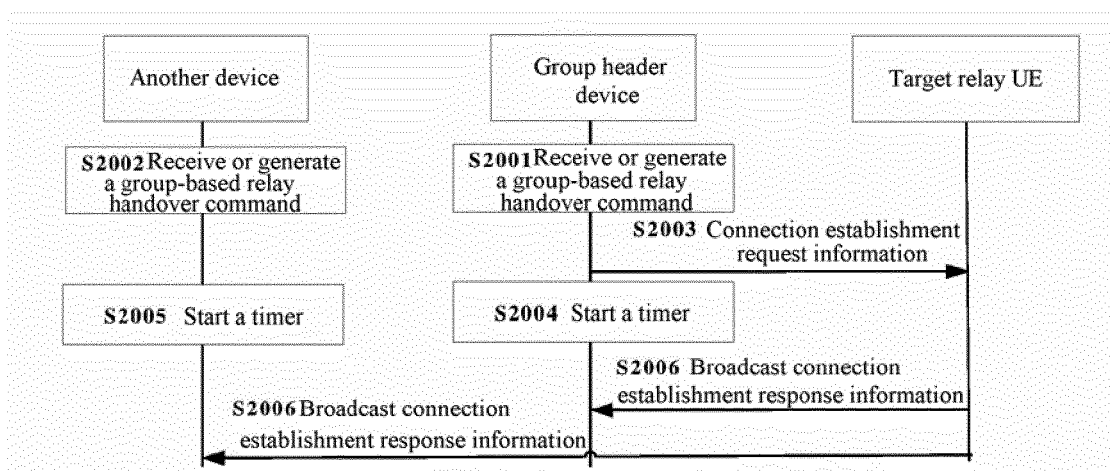 Another device
Group header
device
Target relay UE
S2002 Receive or generate
a group-based relay
handover command
S2001 Receive or generate
a group-based relay
handover command
S2003 Connection establishment
request information
S2005 Start a timer
S2004 Start a timer
S2006 Broadcast connection
establishment response information
S2006 Broadcast connection
establishment response information